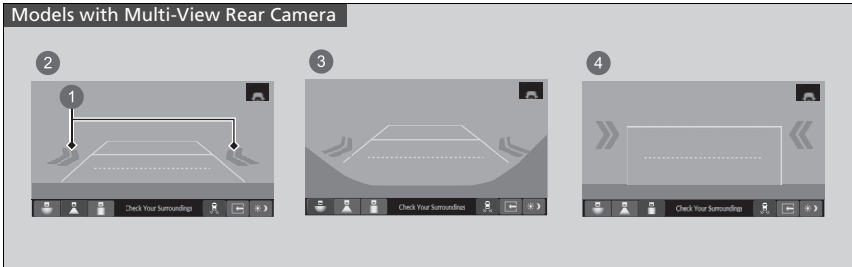 Models with Multi-View Rear Camera
2
3
4
1
Check Your Surroundings
Check Your Surroundings
Check Your Surroundings